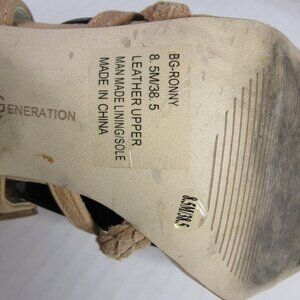 GENERATION
BG-RONNY
8.5M/38.5
LEATHER UPPER
MAN MADE LINING/SOLE
MADE IN CHINA
8.5M/38.5